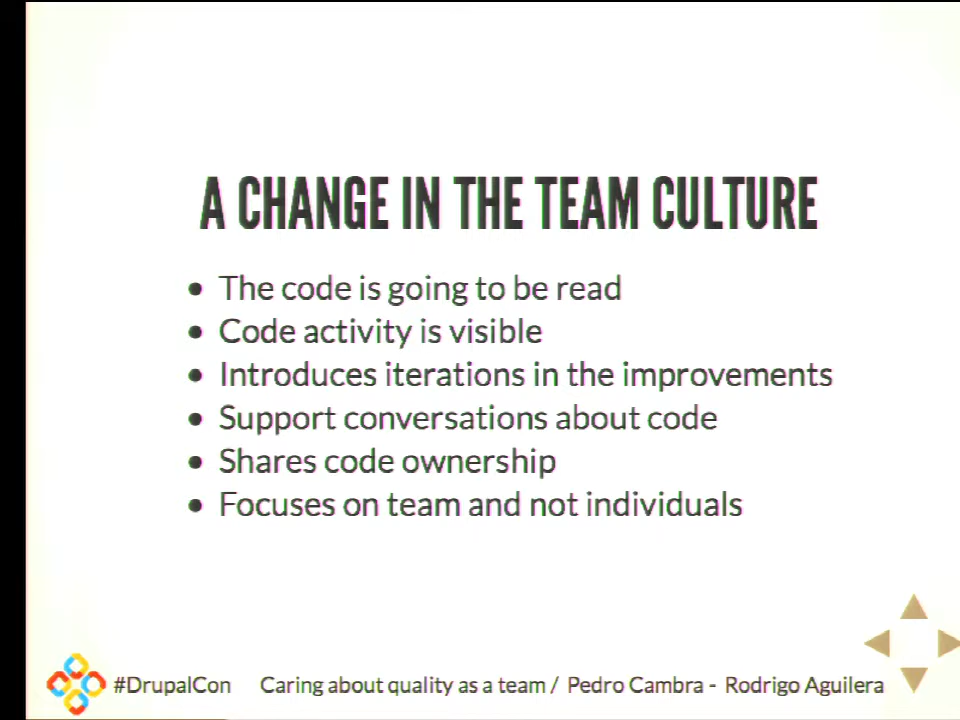 A CHANGE IN THE TEAM CULTURE
• The code is going to be read
• Code activity is visible
• Introduces iterations in the improvements
• Support conversations about code
• Shares code ownership
• Focuses on team and not individuals
#DrupalCon Caring about quality as a team / Pedro Cambra - Rodrigo Aguilera